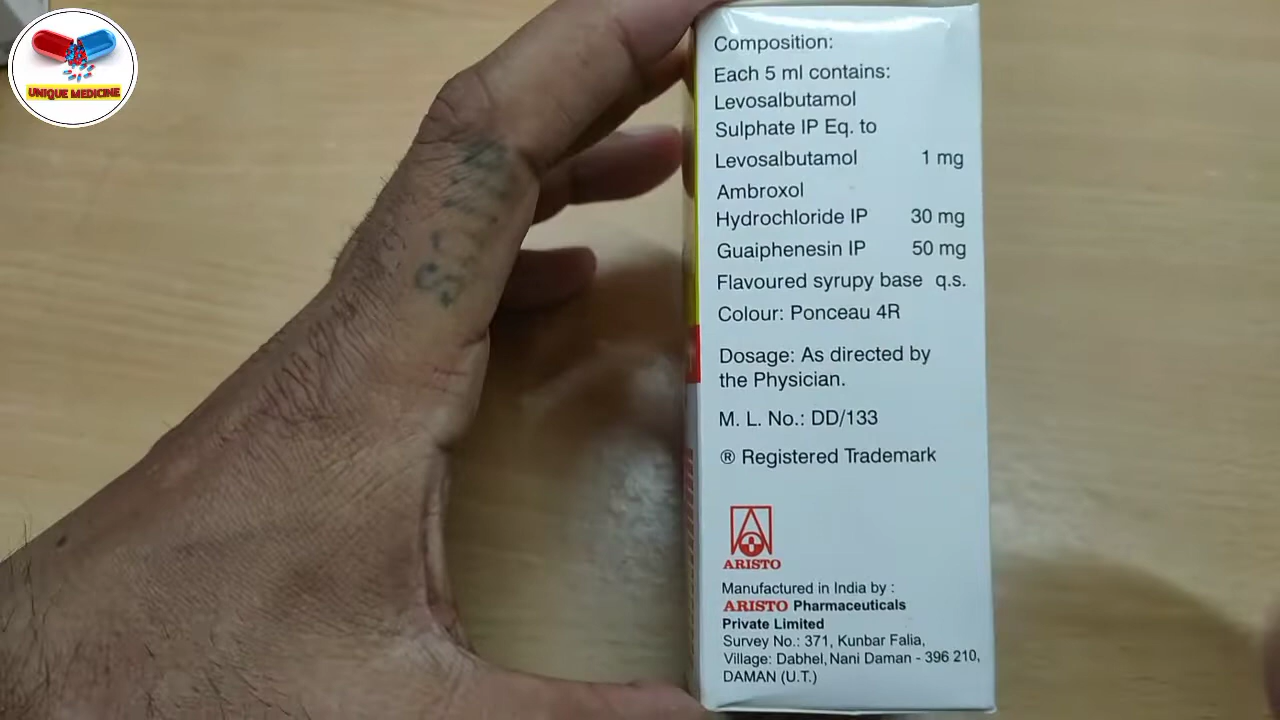 UNIQUE MEDICINE
Composition:
Each 5 ml contains:
Levosalbutamol
Sulphate IP Eq. to
Levosalbutamol 1 mg
Ambroxol
Hydrochloride IP 30 mg
Guaiphenesin IP 50 mg
Flavoured syrupy base q.s.
Colour: Ponceau 4R
Dosage: As directed by
the Physician.
M. L. No.: DD/133
® Registered Trademark
ARISTO
Manufactured in India by :
ARISTO Pharmaceuticals
Private Limited
Survey No.: 371, Kunbar Falia,
Village: Dabhel, Nani Daman - 396 210,
DAMAN (U.T.)